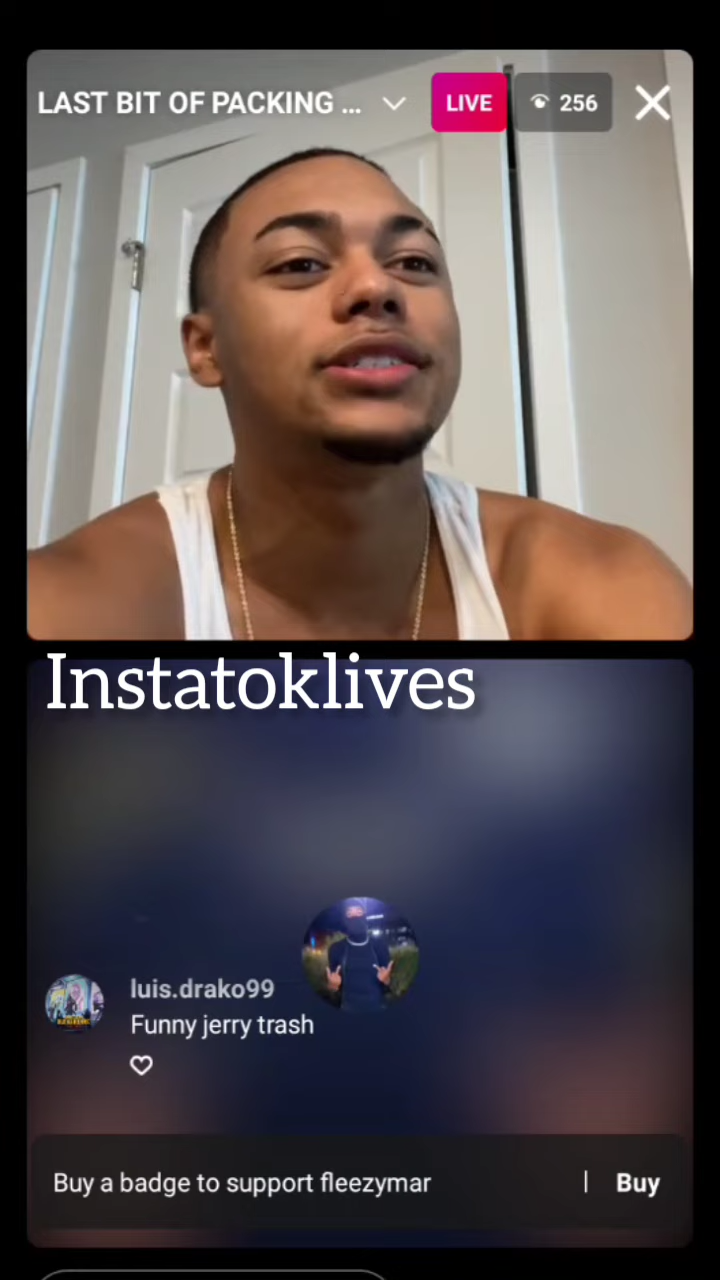 LAST BIT OF PACKING ...
LIVE
256
Instatoklives
luis.drako99
Funny jerry trash
Buy a badge to support fleezymar
Buy